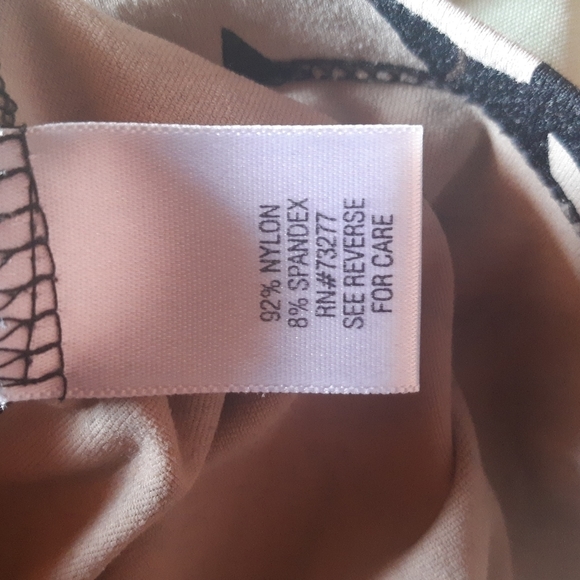 92% NYLON
8% SPANDEX
RN#73277
SEE REVERSE
FOR CARE